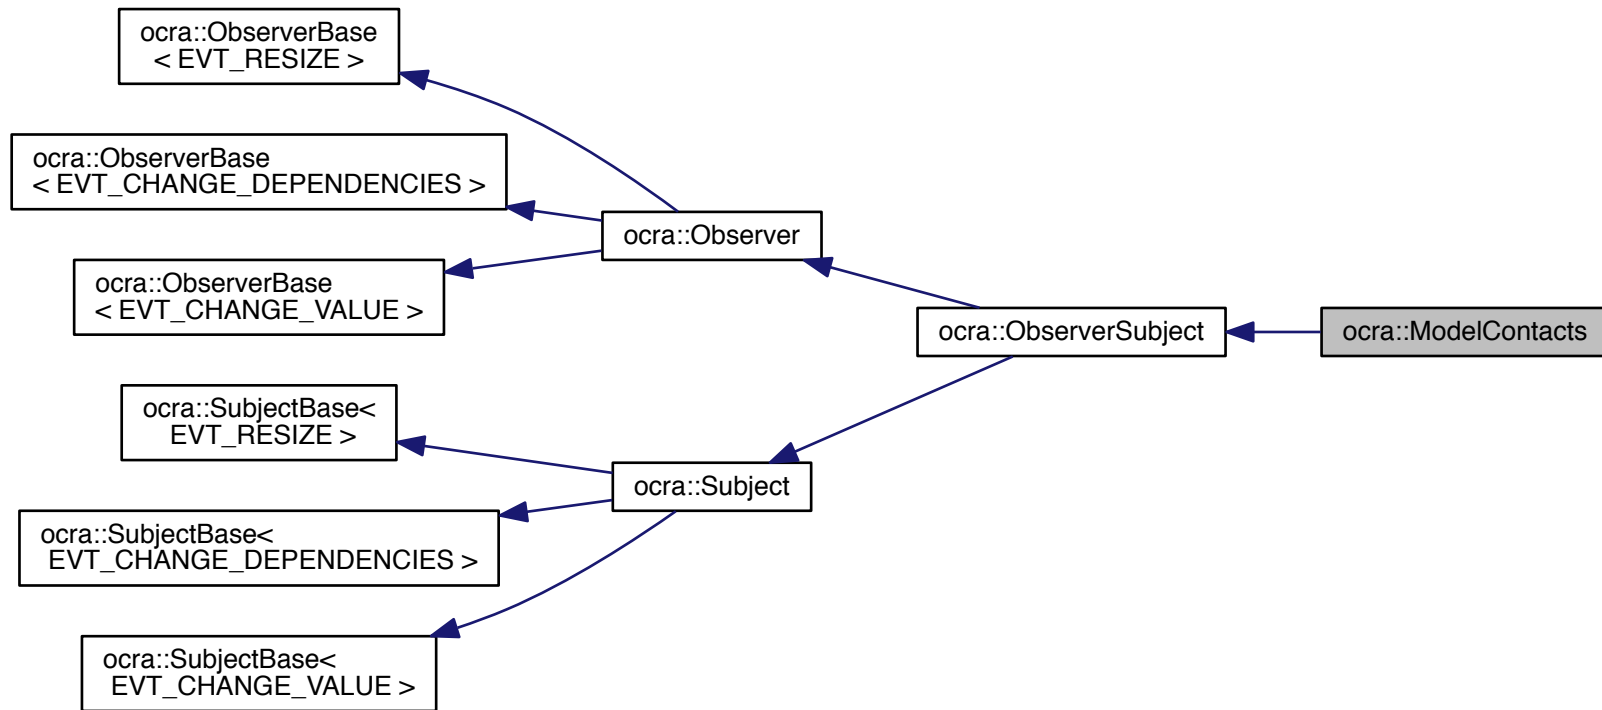 ocra::ObserverBase
< EVT_RESIZE >
ocra::ObserverBase
< EVT_CHANGE_DEPENDENCIES >
ocra::Observer
ocra::ObserverBase
< EVT_CHANGE_VALUE >
ocra::ObserverSubject
ocra::ModelContacts
ocra::SubjectBase<
EVT_RESIZE >
ocra::Subject
ocra::SubjectBase<
EVT_CHANGE_DEPENDENCIES >
ocra::SubjectBase<
EVT_CHANGE_VALUE >